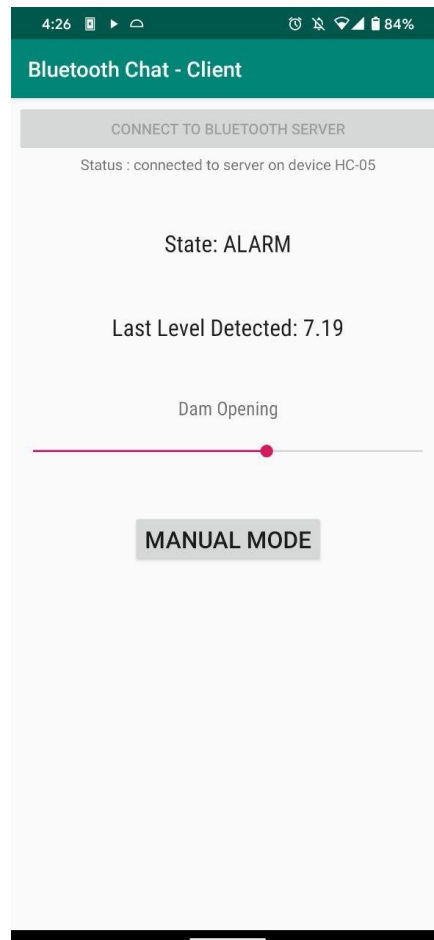 4:26
84%
Bluetooth Chat - Client
CONNECT TO BLUETOOTH SERVER
Status : connected to server on device HC-05
State: ALARM
Last Level Detected: 7.19
Dam Opening
MANUAL MODE